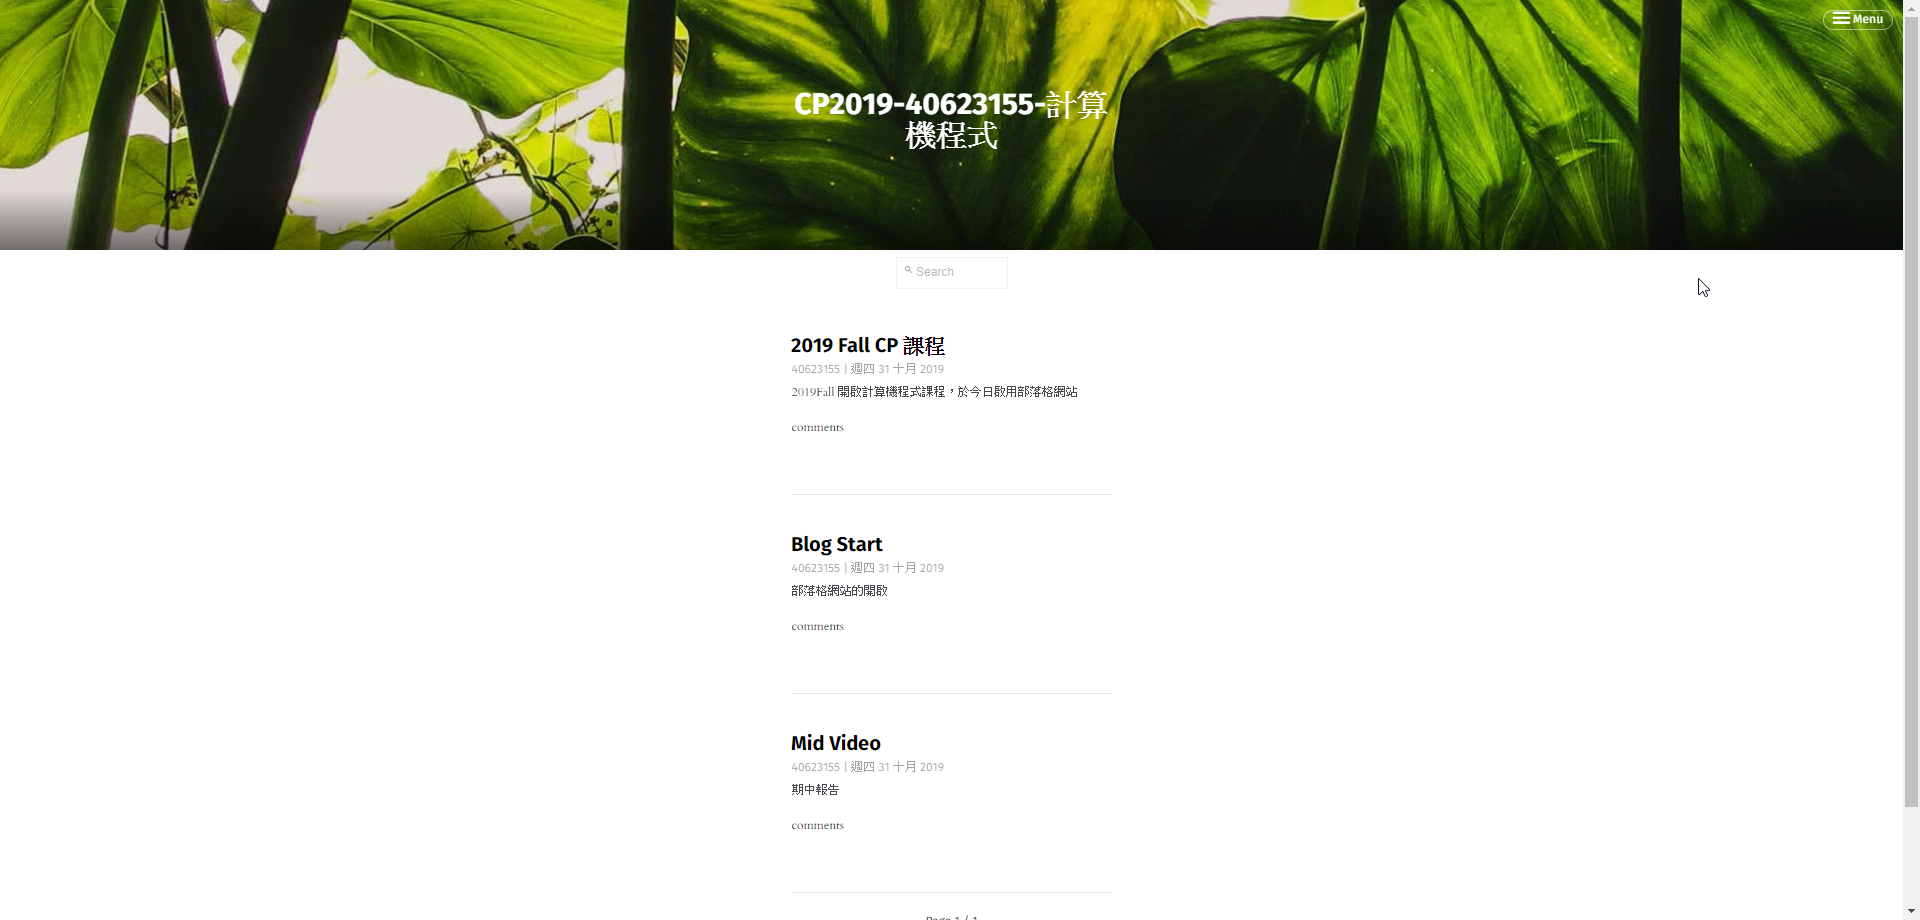 Menu
CP2019-40623155-計算
機程式
Search
2019 Fall CP 課程
40623155 | 週四 31 十月 2019
2019Fall 開啟計算機程式課程，於今日啟用部落格網站
comments
Blog Start
40623155 | 週四 31 十月 2019
部落格網站的開啟
comments
Mid Video
40623155 | 週四 31 十月 2019
期中報告
comments
Page 1 / 1